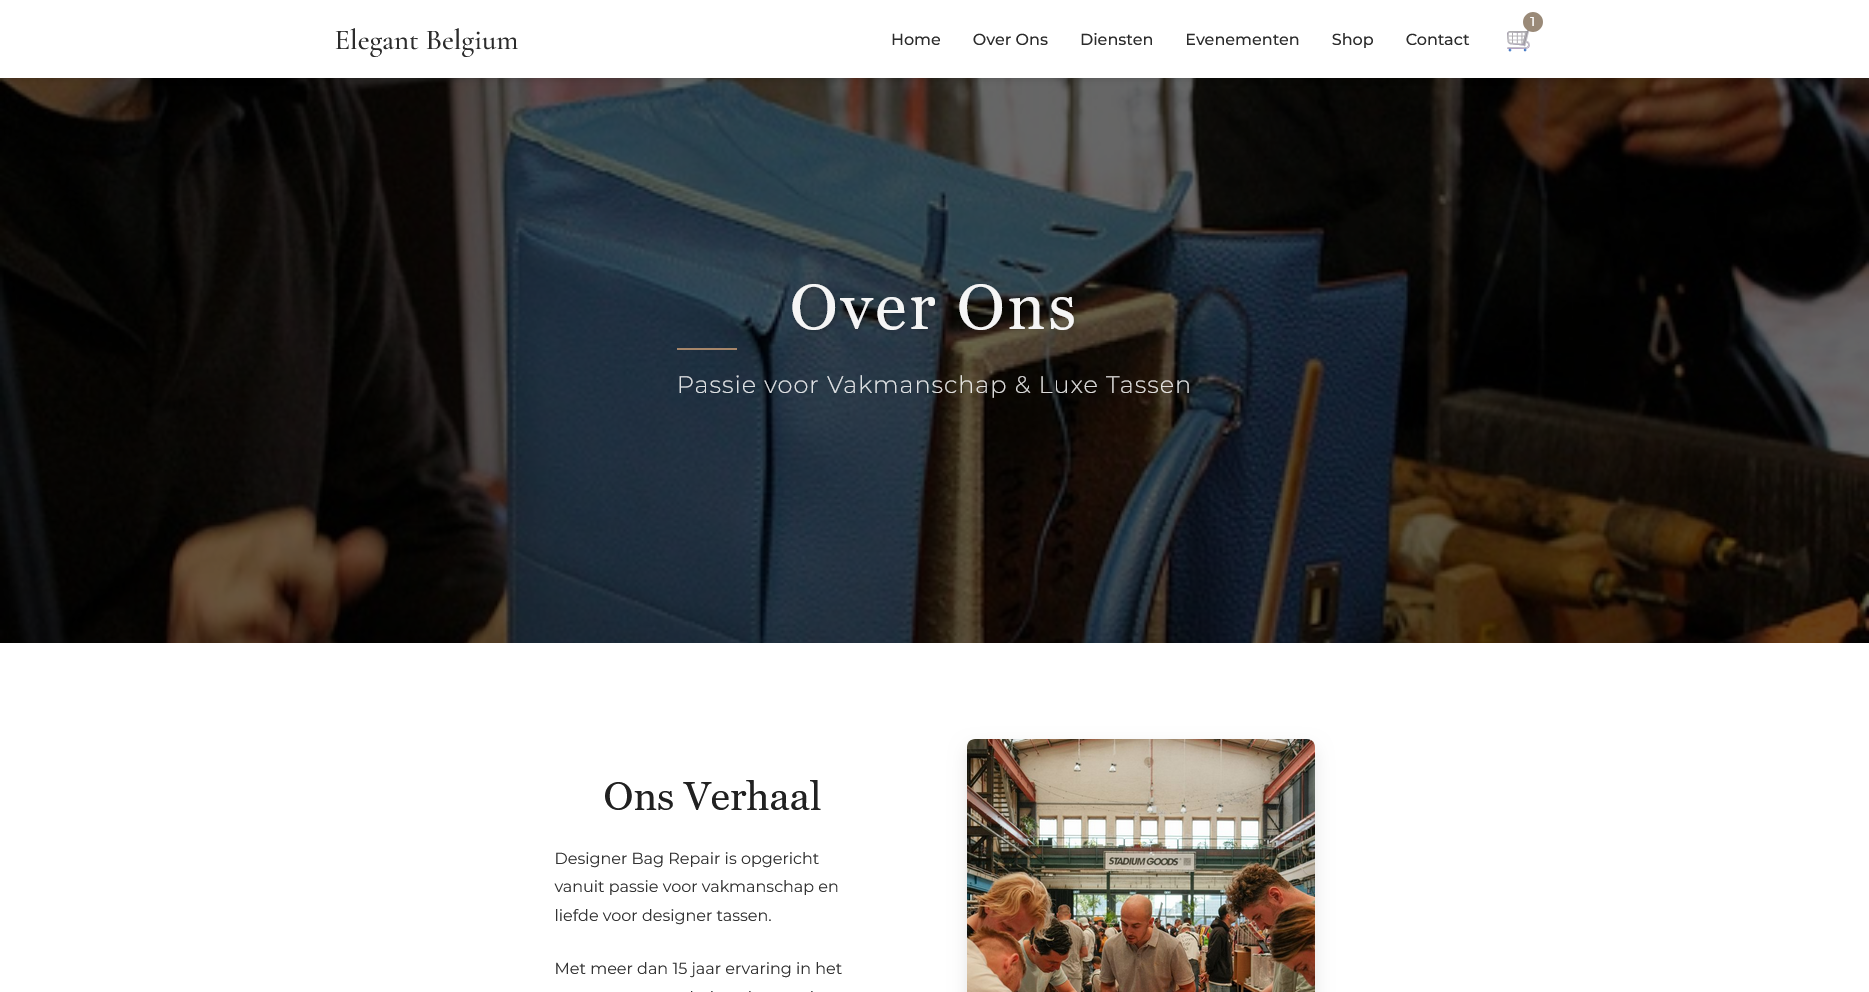 Elegant Belgium
Home
Over Ons
Diensten
Evenementen
Shop
Contact
1
Over Ons
Passie voor Vakmanschap & Luxe Tassen
Ons Verhaal
Designer Bag Repair is opgericht
vanuit passie voor vakmanschap en
liefde voor designer tassen.
Met meer dan 15 jaar ervaring in het
STADIUM GOODS